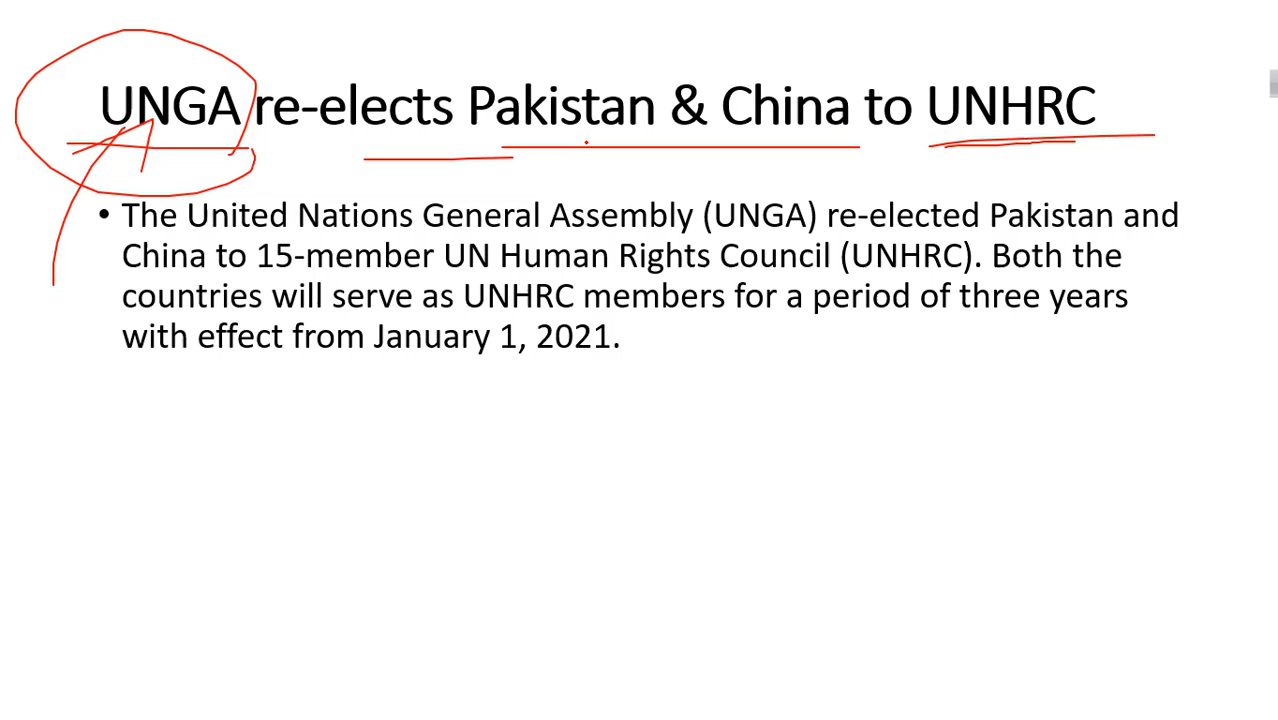 UNGA re-elects Pakistan & China to UNHRC
• The United Nations General Assembly (UNGA) re-elected Pakistan and
China to 15-member UN Human Rights Council (UNHRC). Both the
countries will serve as UNHRC members for a period of three years
with effect from January 1, 2021.